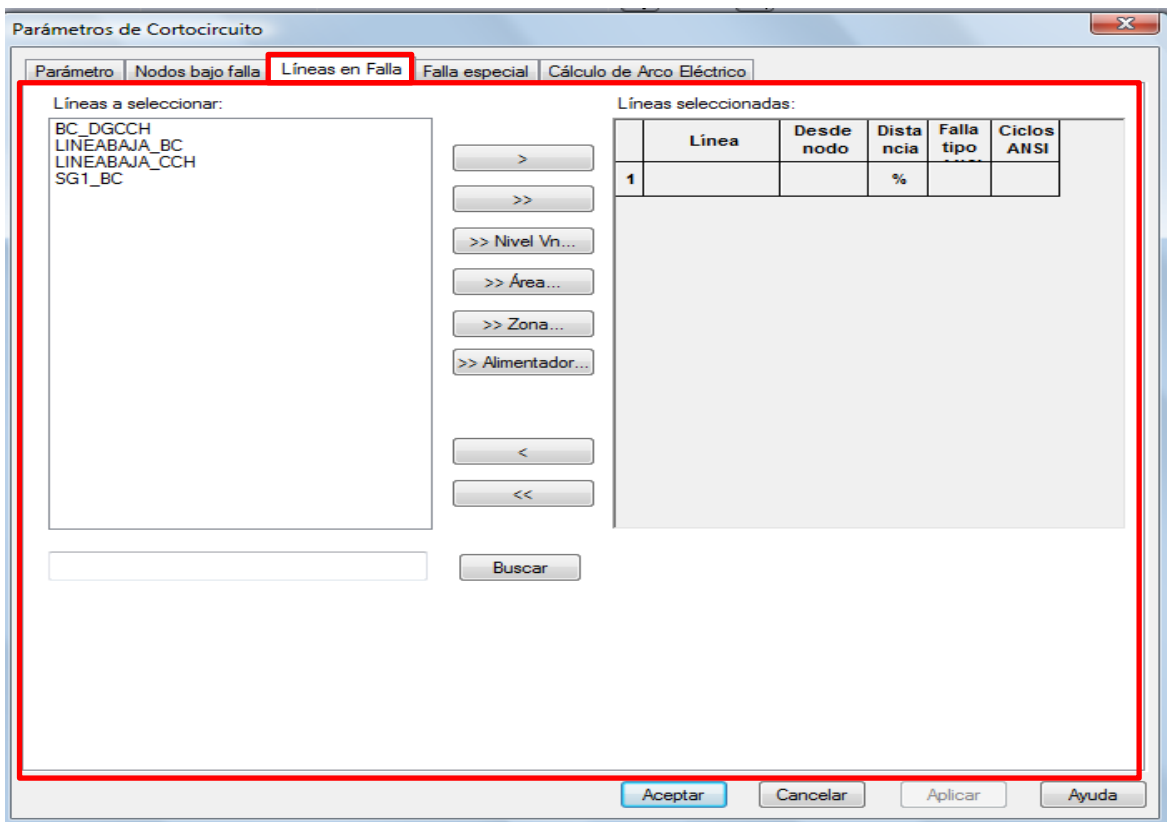 Parámetros de Cortocircuito
Parámetro Nodos bajo falla Líneas en Falla Falla especial Cálculo de Arco Eléctrico
Líneas a seleccionar:
BC_DGCCH
LINEABAJA_BC
LINEABAJA_CCH
SG1_BC
>
>>
>> Nivel Vn...
>> Área...
>> Zona...
>> Alimentador...
<
<<
Buscar
Líneas seleccionadas:
Línea Desde nodo Dista ncia Falla tipo Ciclos ANSI
1 %
Aceptar Cancelar Aplicar Ayuda